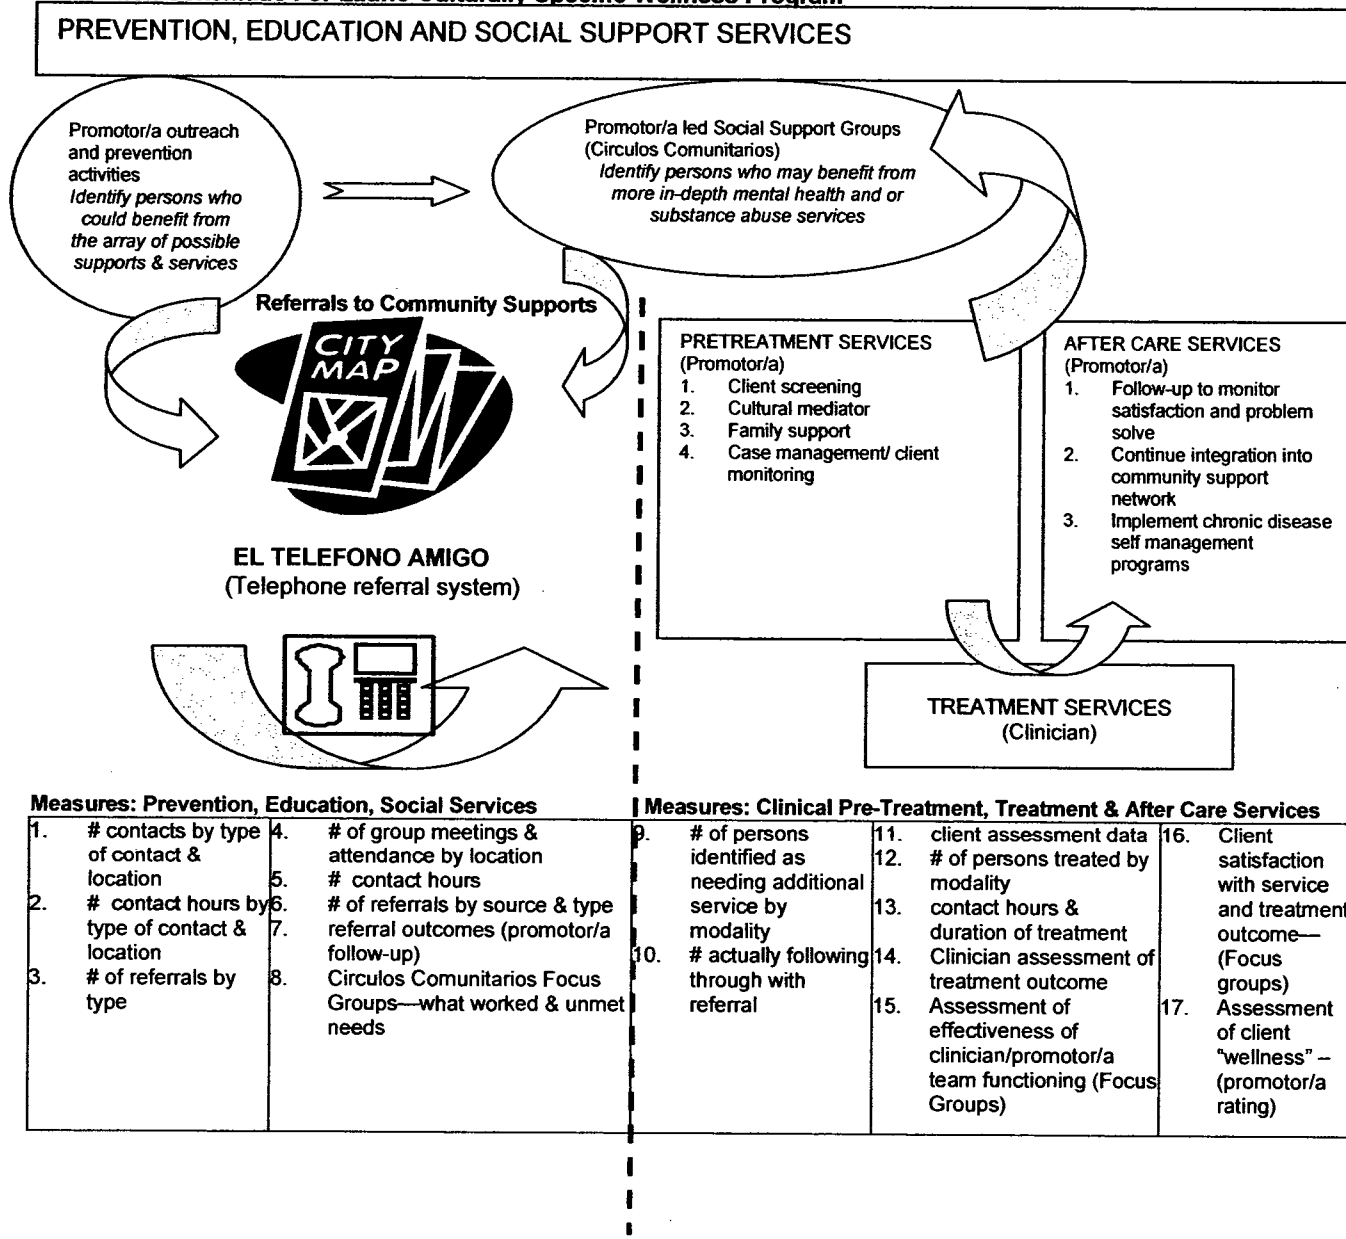 For Latino Culturally Specific Wellness Program
PREVENTION, EDUCATION AND SOCIAL SUPPORT SERVICES
Promotor/a outreach
and prevention
activities
Identify persons who
could benefit from
the array of possible
supports & services
Promotor/a led Social Support Groups
(Circulos Comunitarios)
Identify persons who may benefit from
more in-depth mental health and or
substance abuse services
Referrals to Community Supports
CITY
MAP
EL TELEFONO AMIGO
(Telephone referral system)
PRETREATMENT SERVICES
(Promotor/a)
1. Client screening
2. Cultural mediator
3. Family support
4. Case management/ client
monitoring
AFTER CARE SERVICES
(Promotor/a)
1. Follow-up to monitor
satisfaction and problem
solve
2. Continue integration into
community support
network
3. Implement chronic disease
self management
programs
TREATMENT SERVICES
(Clinician)
Measures: Prevention, Education, Social Services
1. # contacts by type
of contact &
location
2. # contact hours by
type of contact &
location
3. # of referrals by
type
4. # of group meetings &
attendance by location
5. # contact hours
6. # of referrals by source & type
7. referral outcomes (promotor/a
follow-up)
8. Circulos Comunitarios Focus
Groups—what worked & unmet
needs
Measures: Clinical Pre-Treatment, Treatment & After Care Services
9. # of persons
identified as
needing additional
service by
modality
10. # actually following
through with
referral
11. client assessment data
12. # of persons treated by
modality
13. contact hours &
duration of treatment
14. Clinician assessment of
treatment outcome
15. Assessment of
effectiveness of
clinician/promotor/a
team functioning (Focus
Groups)
16. Client
satisfaction
with service
and treatment
outcome—
(Focus
groups)
17. Assessment
of client
"wellness" –
(promotor/a
rating)